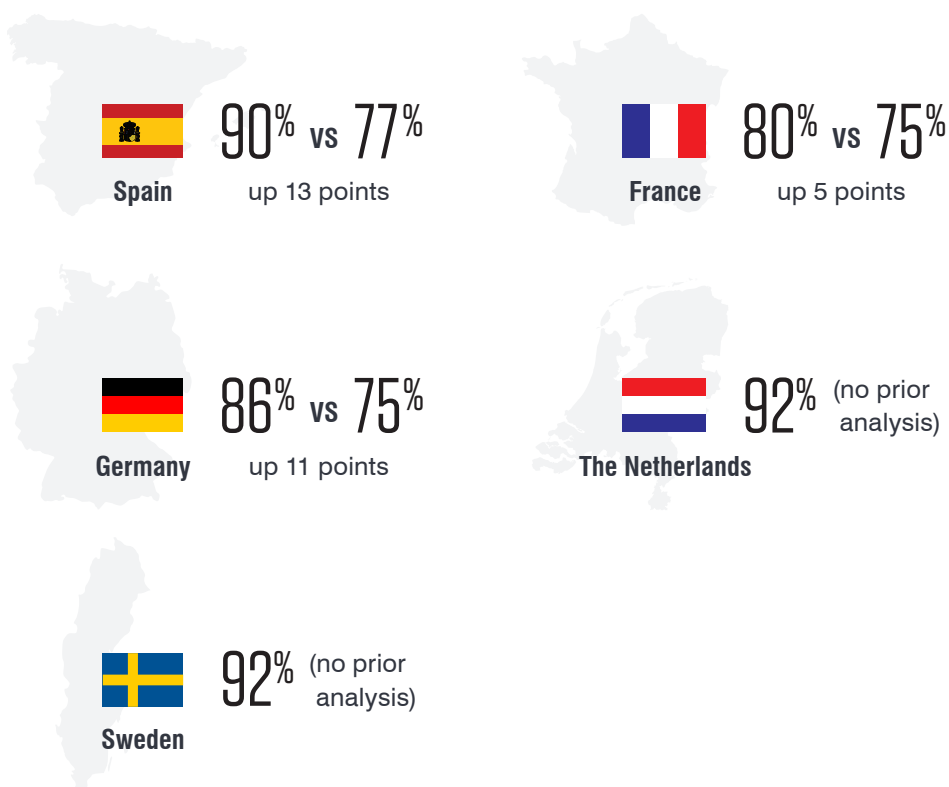 90% vs 77%
Spain
up 13 points
80% vs 75%
France
up 5 points
86% vs 75%
Germany
up 11 points
92% (no prior
analysis)
The Netherlands
92% (no prior
analysis)
Sweden